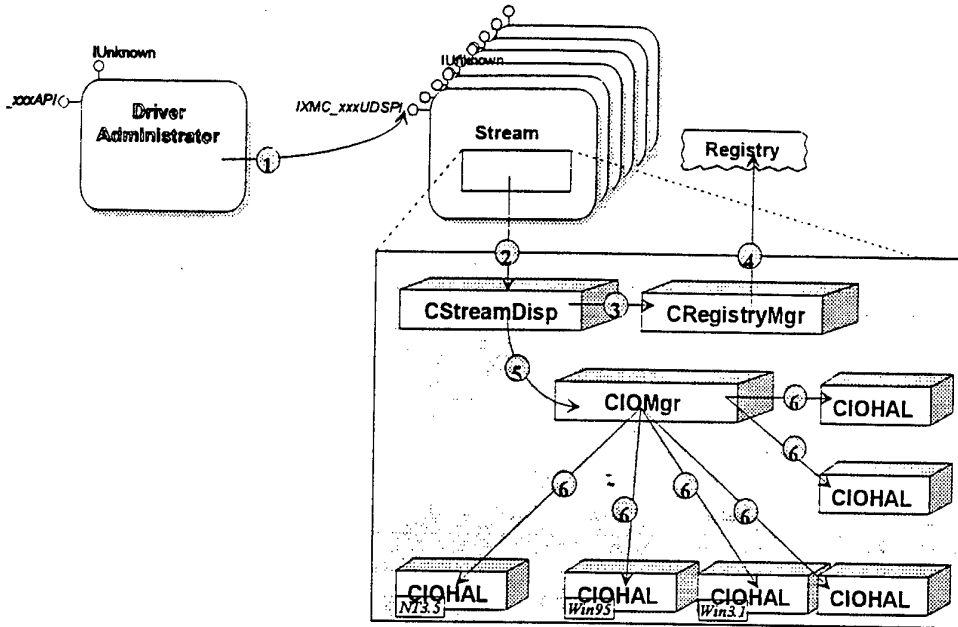 IUnknown
_xxxAPI
Driver
Administrator
1
IUnknown
IXMC_xxxUDSPI
Stream
Registry
2
4
CStreamDisp
3
CRegistryMgr
5
CIOMgr
6
CIOHAL
6
CIOHAL
6
6
6
6
CIOHAL
NT3.5
CIOHAL
Win95
CIOHAL
Win3.1
CIOHAL